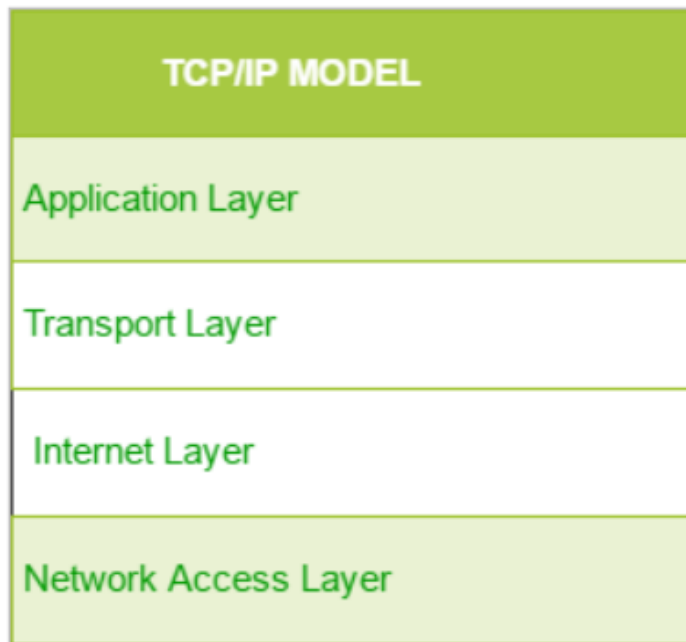 TCP/IP MODEL
Application Layer
Transport Layer
Internet Layer
Network Access Layer